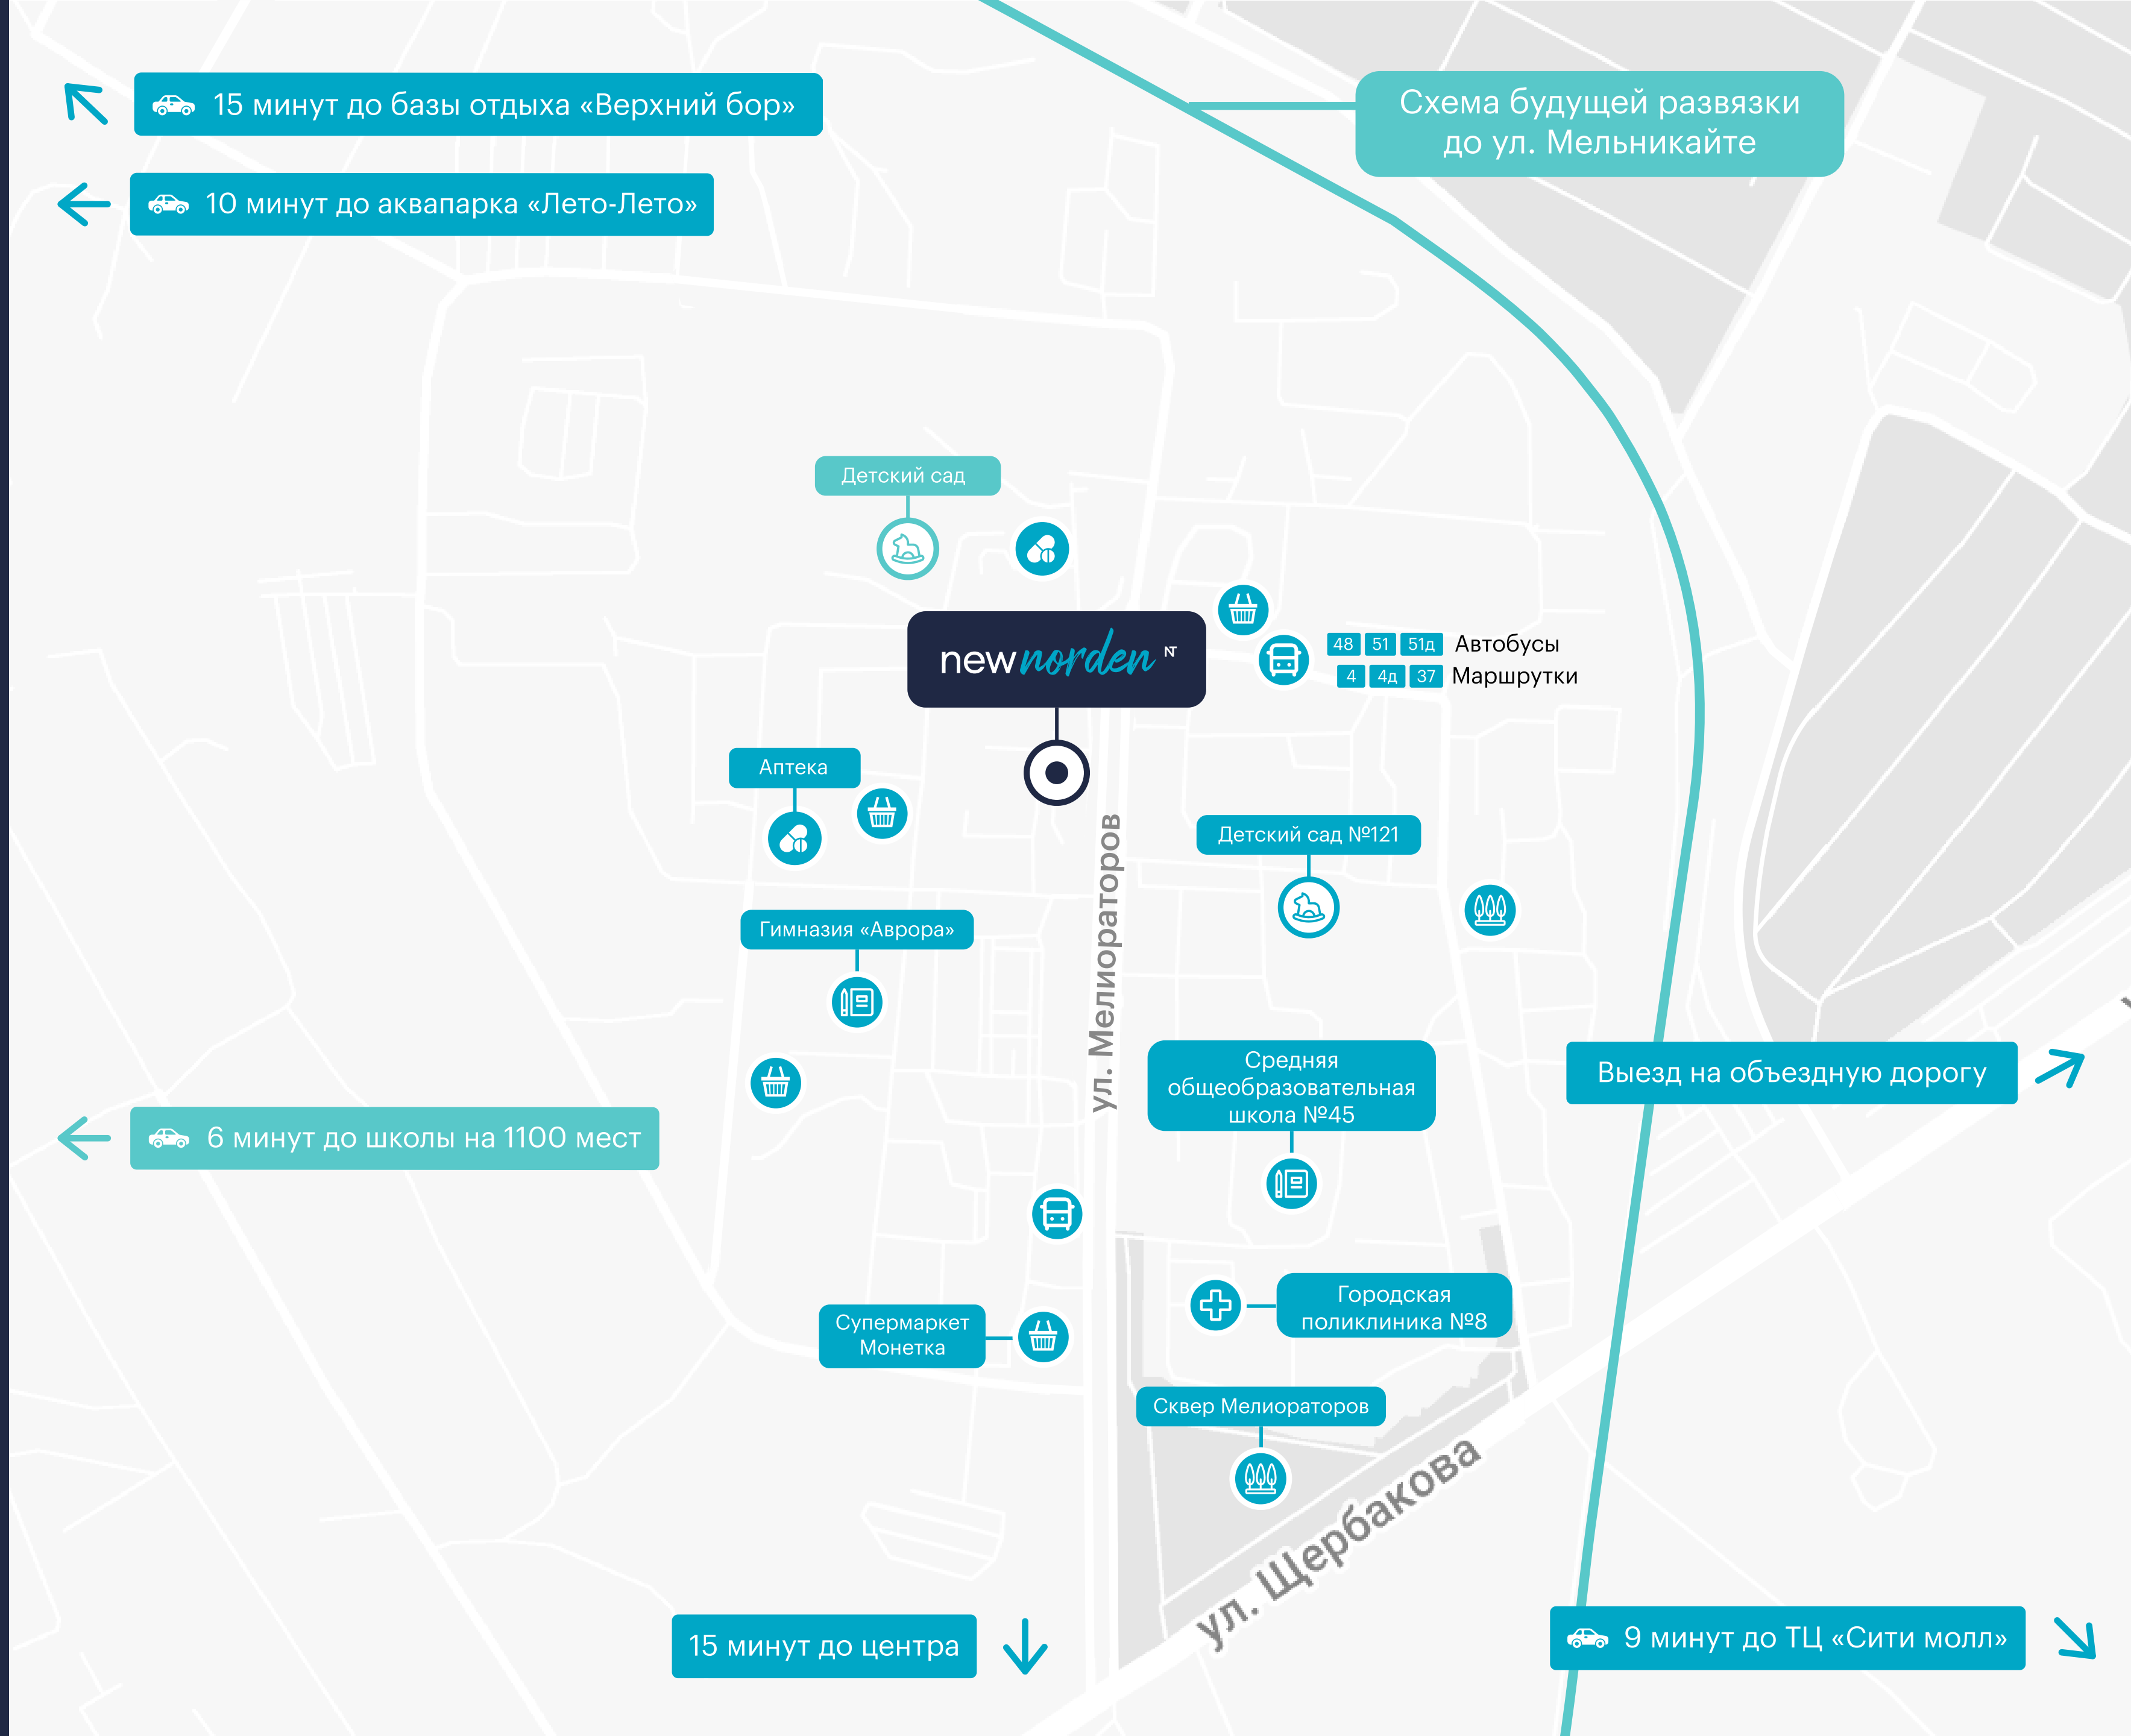 15 минут до базы отдыха «Верхний бор»
Схема будущей развязки
до ул. Мельникайте
10 минут до аквапарка «Лето-Лето»
Детский сад
newnorden NT
48 51 51д Автобусы
4 4д 37 Маршрутки
Аптека
ул. Мелиораторов
Детский сад №121
Гимназия «Аврора»
Средняя
общеобразовательная
школа №45
Выезд на объездную дорогу
6 минут до школы на 1100 мест
Городская
поликлиника №8
Супермаркет
Монетка
Сквер Мелиораторов
ул. Щербакова
15 минут до центра
9 минут до ТЦ «Сити молл»